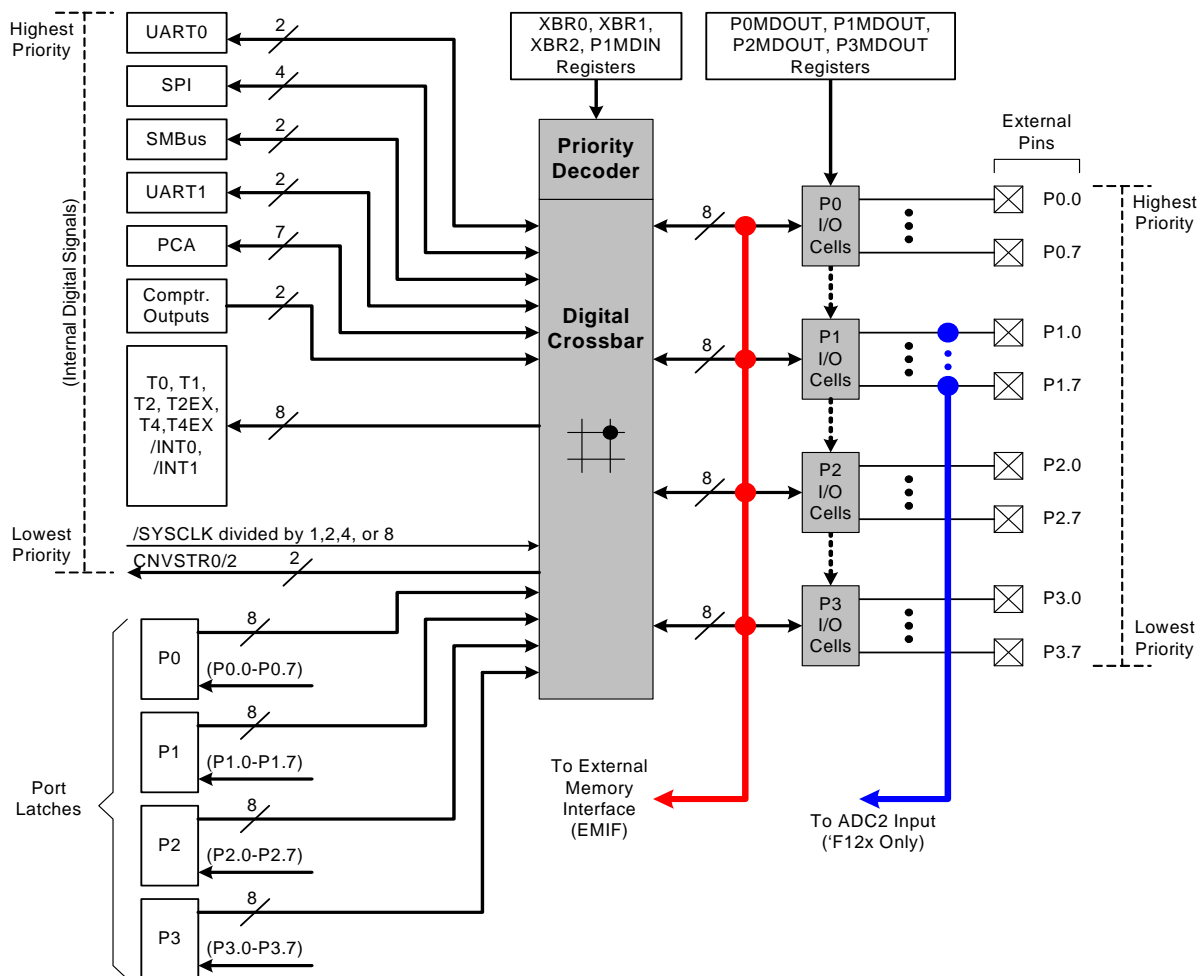 Highest
Priority
UART0
2
SPI
4
SMBus
2
UART1
2
PCA
7
Comptr.
Outputs
2
T0, T1,
T2, T2EX,
T4,T4EX
/INT0,
/INT1
8
(Internal Digital Signals)
Lowest
Priority
/SYSCLK divided by 1,2,4, or 8
CNVSTR0/2
2
Port
Latches
P0
8
(P0.0-P0.7)
P1
8
(P1.0-P1.7)
P2
8
(P2.0-P2.7)
P3
8
(P3.0-P3.7)
XBR0, XBR1,
XBR2, P1MDIN
Registers
Priority
Decoder
Digital
Crossbar
P0MDOUT, P1MDOUT,
P2MDOUT, P3MDOUT
Registers
External
Pins
8
P0
I/O
Cells
P0.0
P0.7
8
P1
I/O
Cells
P1.0
P1.7
8
P2
I/O
Cells
P2.0
P2.7
8
P3
I/O
Cells
P3.0
P3.7
Highest
Priority
Lowest
Priority
To External
Memory
Interface
(EMIF)
To ADC2 Input
(‘F12x Only)